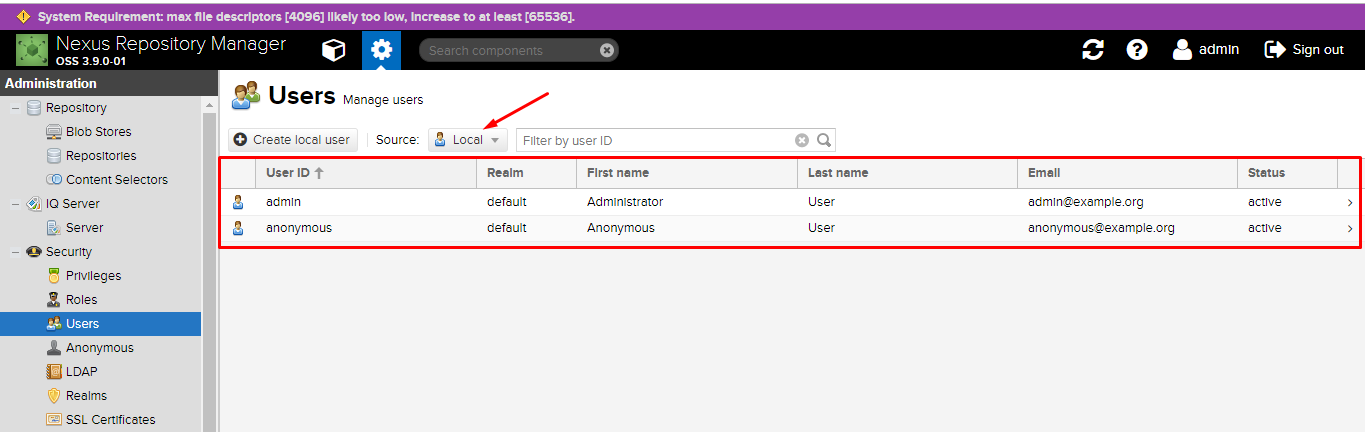 System Requirement: max file descriptors [4096] likely too low, increase to at least [65536].
Nexus Repository Manager
OSS 3.9.0-01
Search components
admin
Sign out
Administration
Repository
Blob Stores
Repositories
Content Selectors
IQ Server
Server
Security
Privileges
Roles
Users
Anonymous
LDAP
Realms
SSL Certificates
Users Manage users
Create local user Source: Local Filter by user ID
User ID Realm First name Last name Email Status
admin default Administrator User admin@example.org active
anonymous default Anonymous User anonymous@example.org active